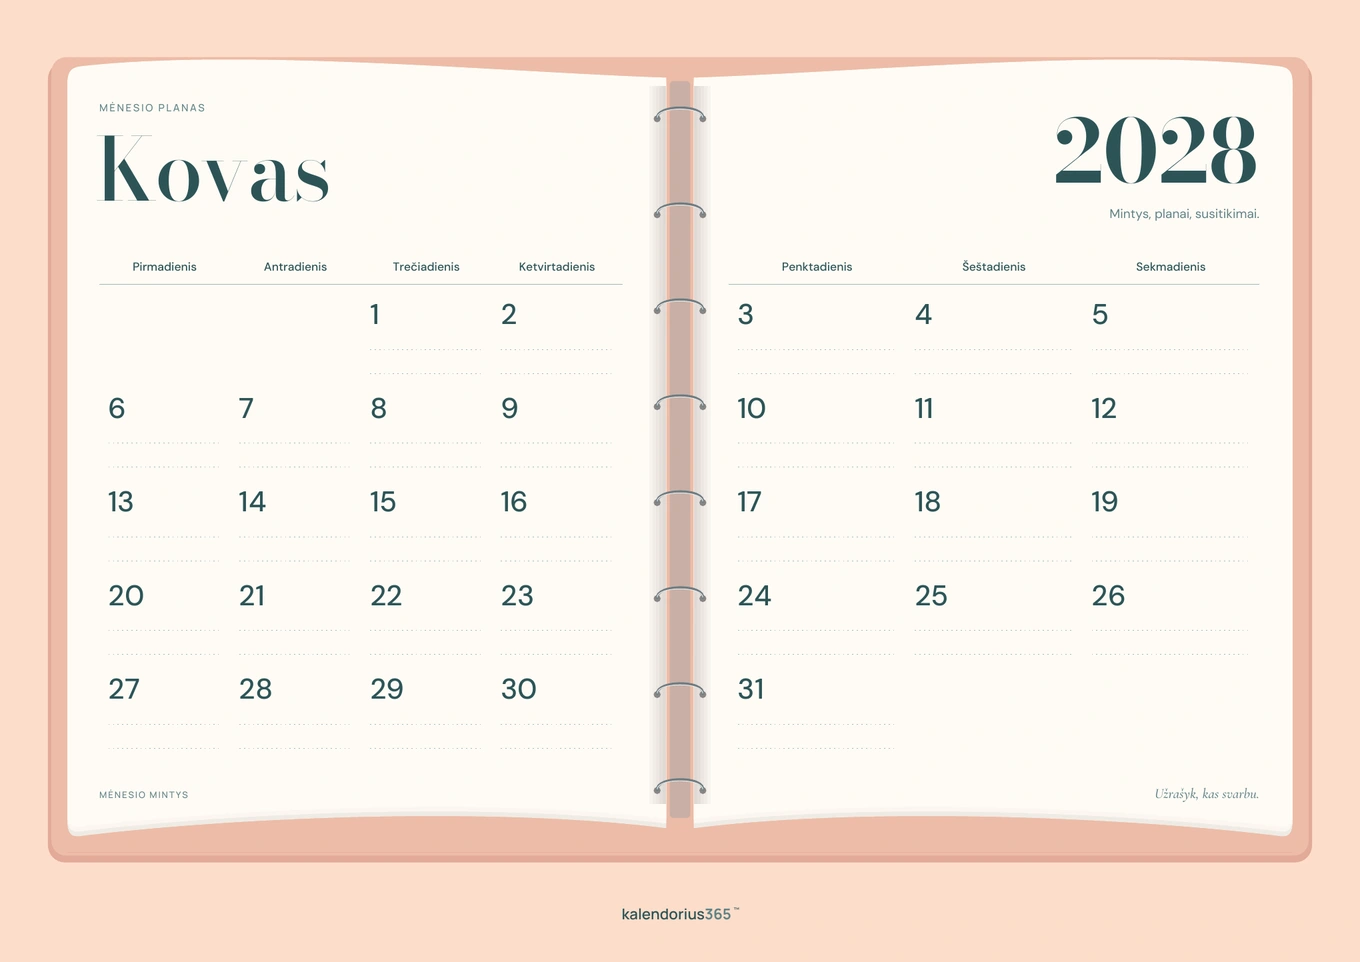 MĖNESIO PLANAS
Kovas
2028
Mintys, planai, susitikimai.
Pirmadienis Antradienis Trečiadienis Ketvirtadienis Penktadienis Šeštadienis Sekmadienis
1 2 3 4 5
6 7 8 9 10 11 12
13 14 15 16 17 18 19
20 21 22 23 24 25 26
27 28 29 30 31
MĖNESIO MINTYS
Užrašyk, kas svarbu.
kalendorius365™